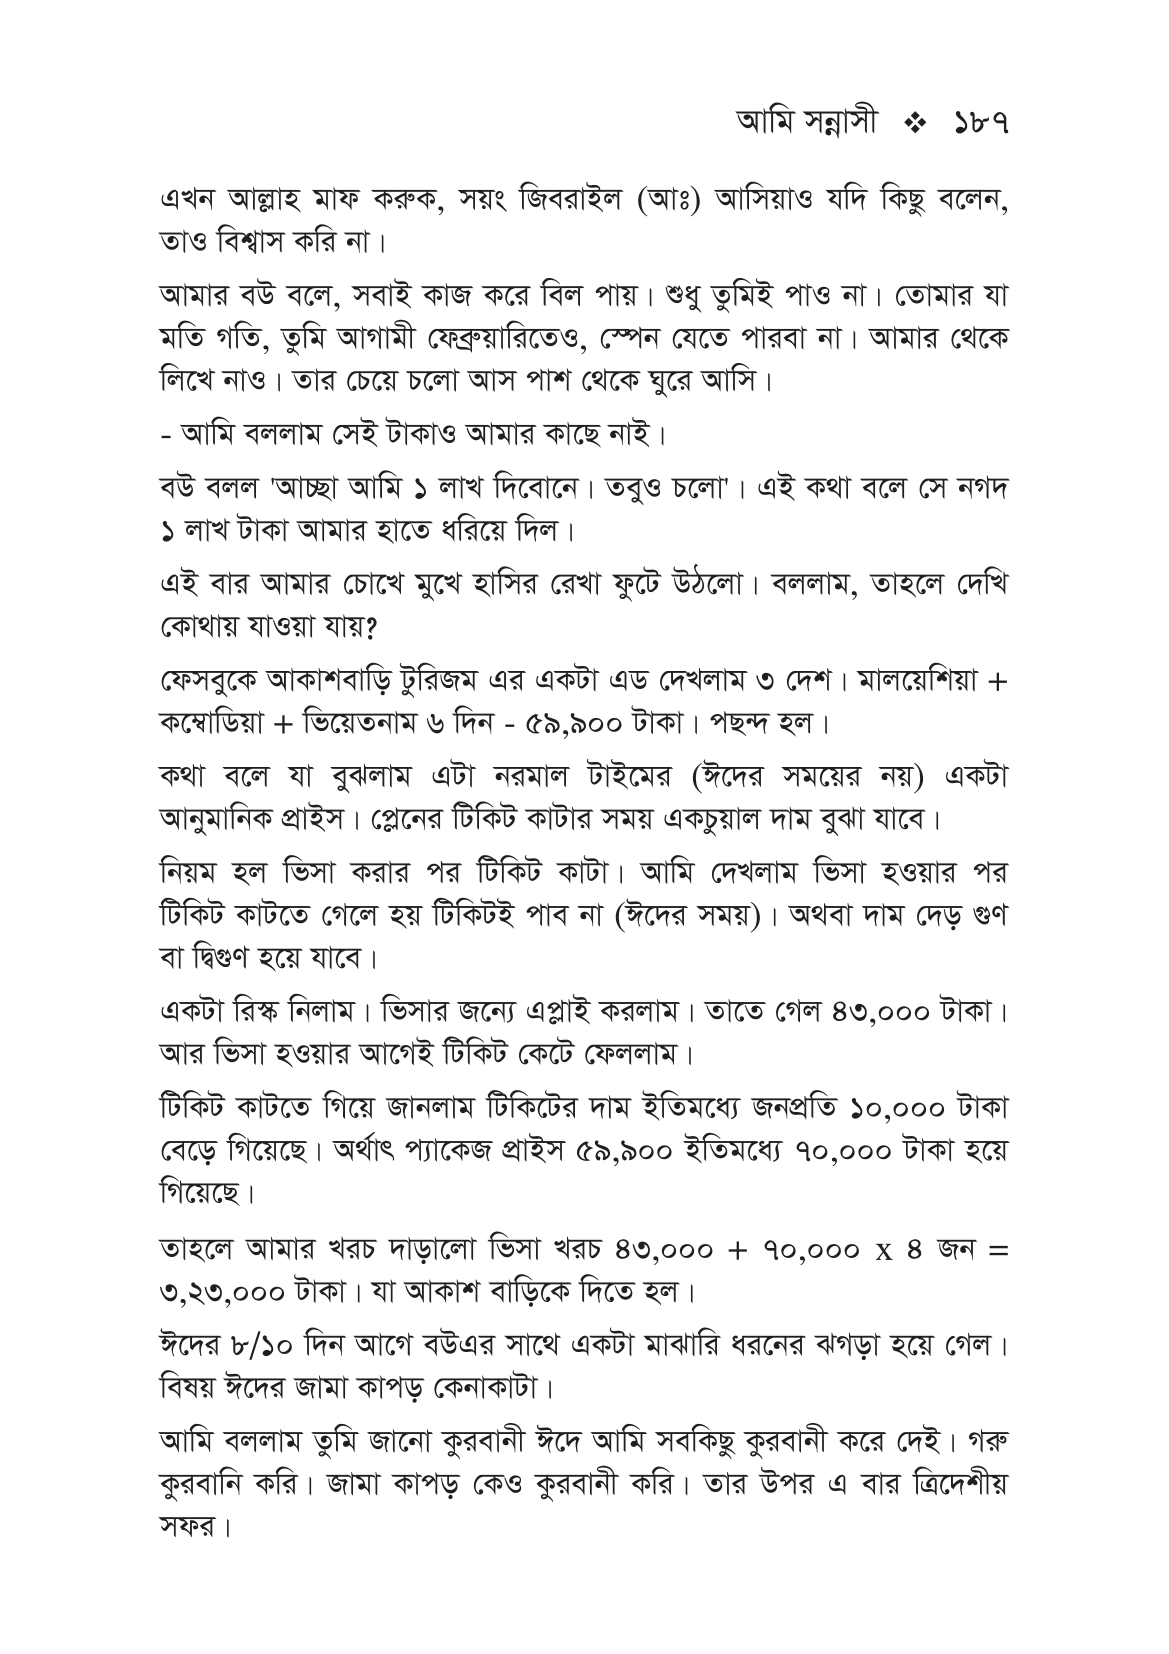 আমি সন্নাসী ❖ ১৮৭
এখন আল্লাহ মাফ করুক, সয়ং জিবরাইল (আঃ) আসিয়াও যদি কিছু বলেন,
তাও বিশ্বাস করি না।
আমার বউ বলে, সবাই কাজ করে বিল পায়। শুধু তুমিই পাও না। তোমার যা
মতি গতি, তুমি আগামী ফেব্রুয়ারিতেও, স্পেন যেতে পারবা না। আমার থেকে
লিখে নাও। তার চেয়ে চলো আস পাশ থেকে ঘুরে আসি।
- আমি বললাম সেই টাকাও আমার কাছে নাই।
বউ বলল 'আচ্ছা আমি ১ লাখ দিবোনে। তবুও চলো'। এই কথা বলে সে নগদ
১ লাখ টাকা আমার হাতে ধরিয়ে দিল।
এই বার আমার চোখে মুখে হাসির রেখা ফুটে উঠলো। বললাম, তাহলে দেখি
কোথায় যাওয়া যায়?
ফেসবুকে আকাশবাড়ি টুরিজম এর একটা এড দেখলাম ৩ দেশ। মালয়েশিয়া +
কম্বোডিয়া + ভিয়েতনাম ৬ দিন - ৫৯,৯০০ টাকা। পছন্দ হল।
কথা বলে যা বুঝলাম এটা নরমাল টাইমের (ঈদের সময়ের নয়) একটা
আনুমানিক প্রাইস। প্লেনের টিকিট কাটার সময় একচুয়াল দাম বুঝা যাবে।
নিয়ম হল ভিসা করার পর টিকিট কাটা। আমি দেখলাম ভিসা হওয়ার পর
টিকিট কাটতে গেলে হয় টিকিটই পাব না (ঈদের সময়)। অথবা দাম দেড় গুণ
বা দ্বিগুণ হয়ে যাবে।
একটা রিস্ক নিলাম। ভিসার জন্যে এপ্লাই করলাম। তাতে গেল ৪৩,০০০ টাকা।
আর ভিসা হওয়ার আগেই টিকিট কেটে ফেললাম।
টিকিট কাটতে গিয়ে জানলাম টিকিটের দাম ইতিমধ্যে জনপ্রতি ১০,০০০ টাকা
বেড়ে গিয়েছে। অর্থাৎ প্যাকেজ প্রাইস ৫৯,৯০০ ইতিমধ্যে ৭০,০০০ টাকা হয়ে
গিয়েছে।
তাহলে আমার খরচ দাড়ালো ভিসা খরচ ৪৩,০০০ + ৭০,০০০ x ৪ জন =
৩,২৩,০০০ টাকা। যা আকাশ বাড়িকে দিতে হল।
ঈদের ৮/১০ দিন আগে বউএর সাথে একটা মাঝারি ধরনের ঝগড়া হয়ে গেল।
বিষয় ঈদের জামা কাপড় কেনাকাটা।
আমি বললাম তুমি জানো কুরবানী ঈদে আমি সবকিছু কুরবানী করে দেই। গরু
কুরবানি করি। জামা কাপড় কেও কুরবানী করি। তার উপর এ বার ত্রিদেশীয়
সফর।